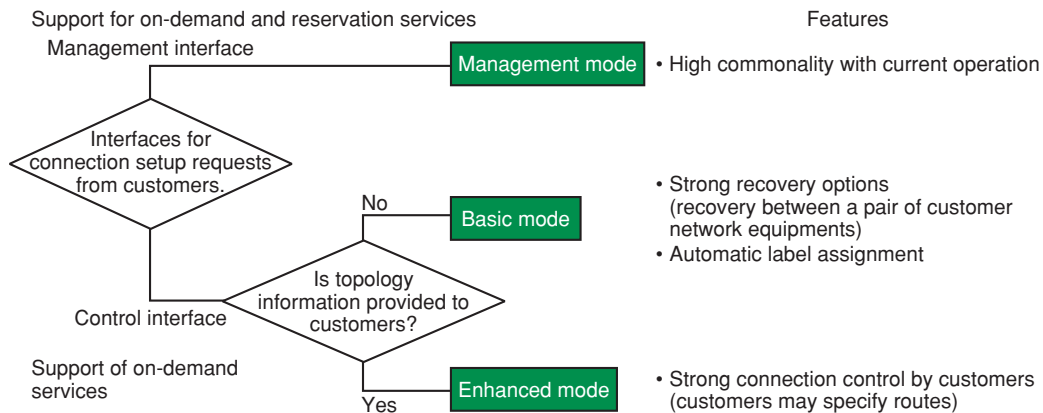 Support for on-demand and reservation services
Features
Management interface
Management mode
• High commonality with current operation
Interfaces for
connection setup requests
from customers.
• Strong recovery options
(recovery between a pair of customer
network equipments)
• Automatic label assignment
No
Basic mode
Is topology
information provided to
customers?
Control interface
Support of on-demand
services
Yes
Enhanced mode
• Strong connection control by customers
(customers may specify routes)